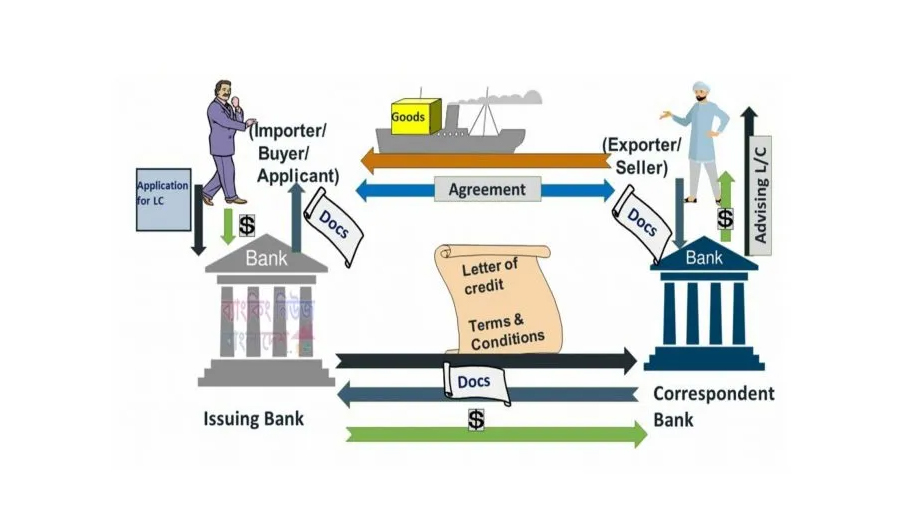 Goods
(Importer/
Buyer/
Applicant)
(Exporter/
Seller)
Application
for LC
$
Docs
Agreement
Docs
$
Advising L/C
Bank
Bank
Letter of
credit
Terms &
Conditions
ব্যাংকিং নিউজ
Docs
Issuing Bank
$
Correspondent
Bank